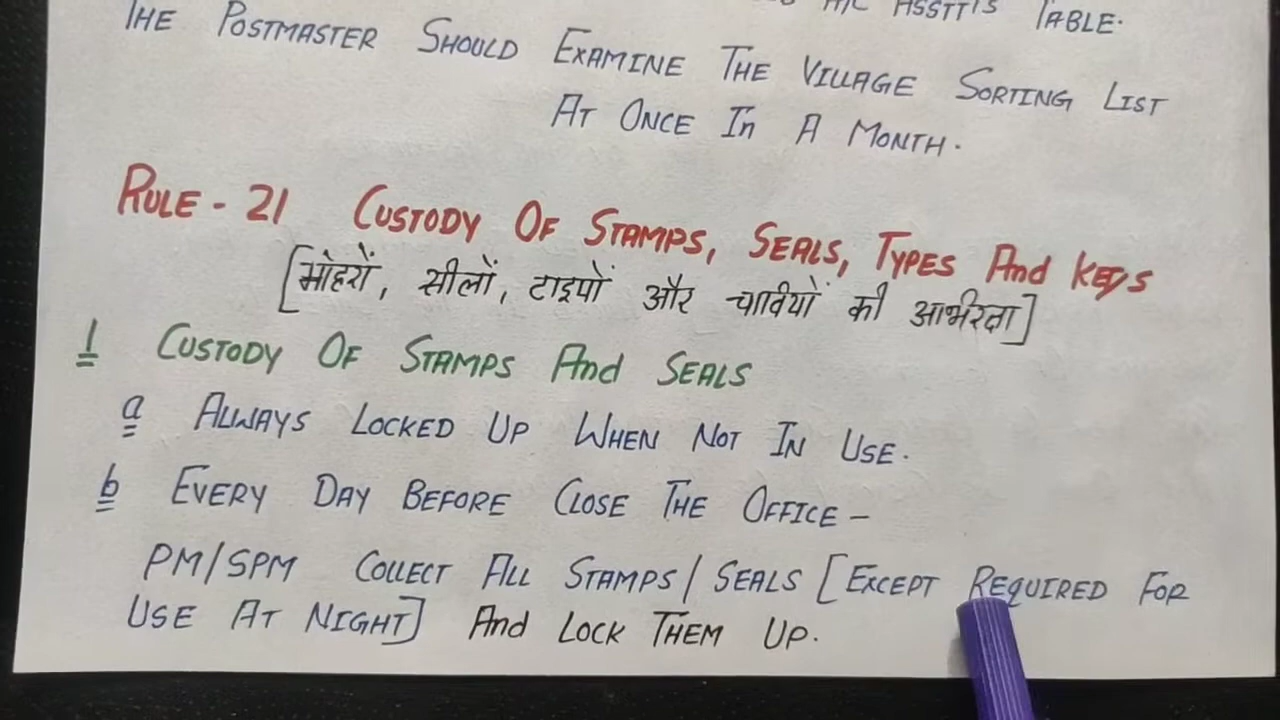 A/C ASSTT'S TABLE.
THE POSTMASTER SHOULD EXAMINE THE VILLAGE SORTING LIST
AT ONCE IN A MONTH.
RULE - 21 CUSTODY OF STAMPS, SEALS, TYPES AND KEYS
[मोहरों, सीलों, टाइपों और चावियों की अभिरक्षा]
1 CUSTODY OF STAMPS AND SEALS
a ALWAYS LOCKED UP WHEN NOT IN USE.
b EVERY DAY BEFORE CLOSE THE OFFICE -
PM/SPM COLLECT ALL STAMPS/SEALS [EXCEPT REQUIRED FOR
USE AT NIGHT] AND LOCK THEM UP.